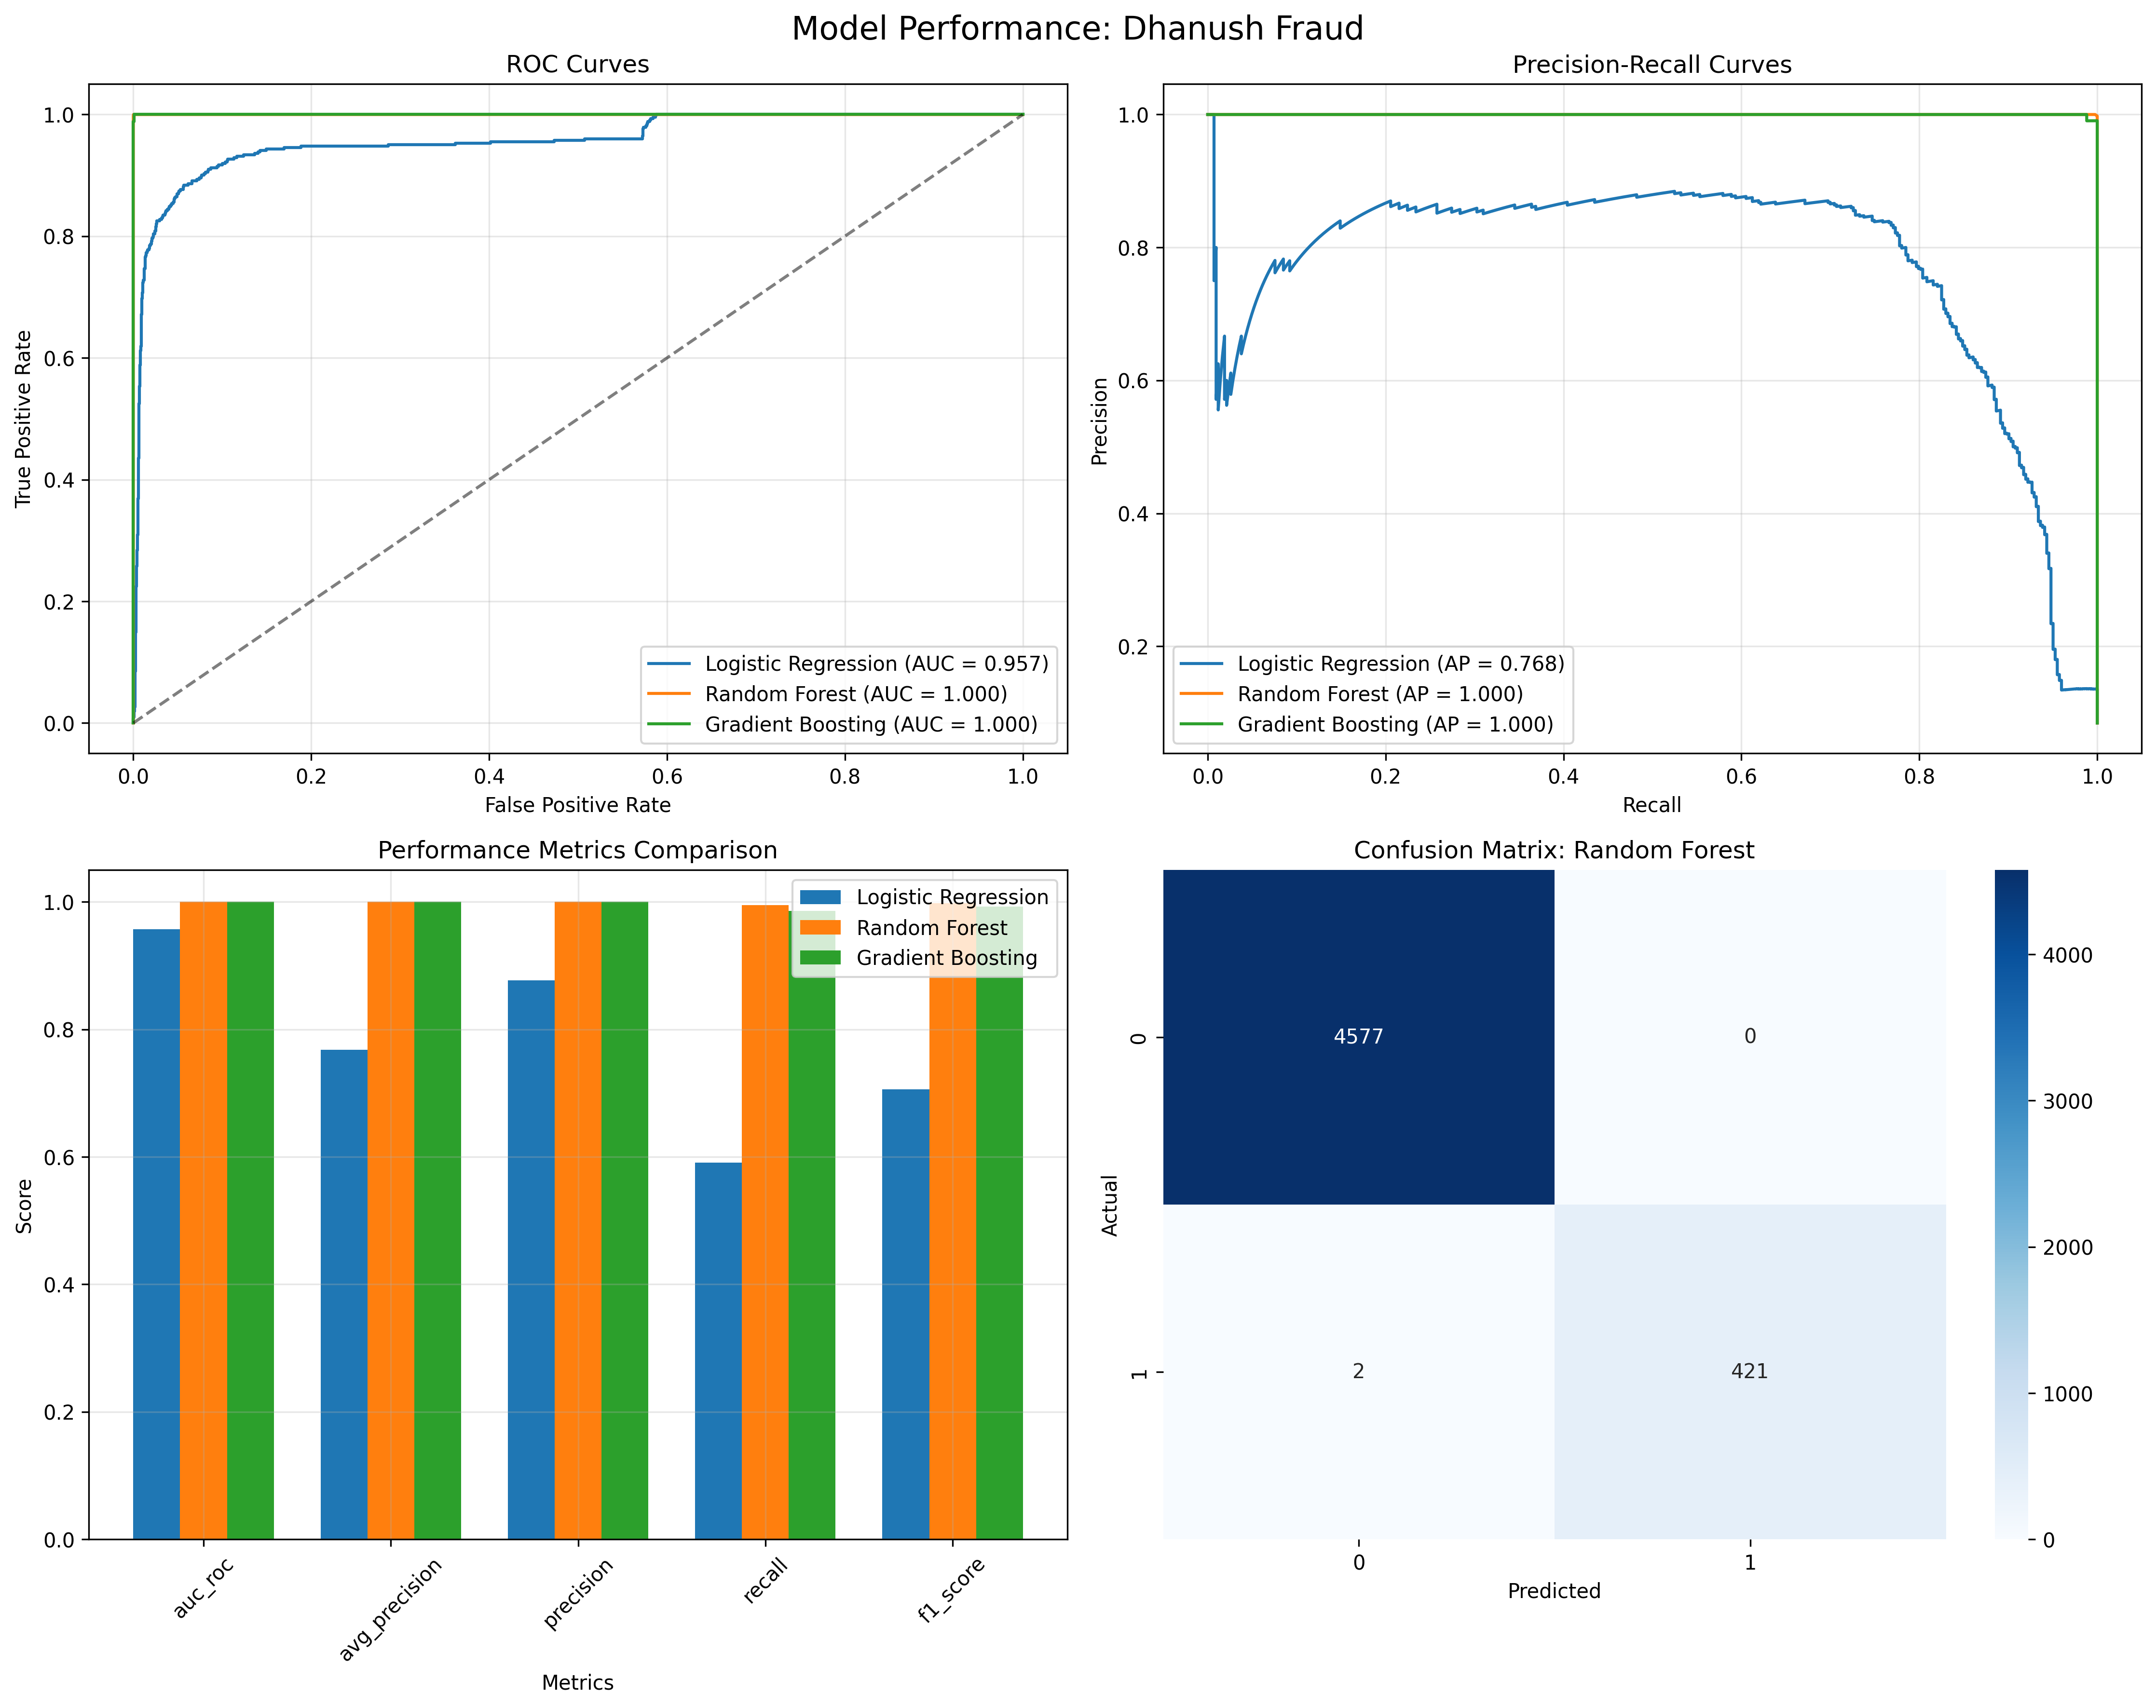 Model Performance: Dhanush Fraud
ROC Curves
True Positive Rate
1.0
0.8
0.6
0.4
0.2
0.0
Logistic Regression (AUC = 0.957)
Random Forest (AUC = 1.000)
Gradient Boosting (AUC = 1.000)
0.0 0.2 0.4 0.6 0.8 1.0
False Positive Rate
Precision-Recall Curves
Precision
1.0
0.8
0.6
0.4
0.2
Logistic Regression (AP = 0.768)
Random Forest (AP = 1.000)
Gradient Boosting (AP = 1.000)
0.0 0.2 0.4 0.6 0.8 1.0
Recall
Performance Metrics Comparison
Score
1.0
0.8
0.6
0.4
0.2
0.0
Logistic Regression
Random Forest
Gradient Boosting
auc_roc avg_precision precision recall f1_score
Metrics
Confusion Matrix: Random Forest
Actual
0
1
4577 0
2 421
0 1
Predicted
4000
3000
2000
1000
0